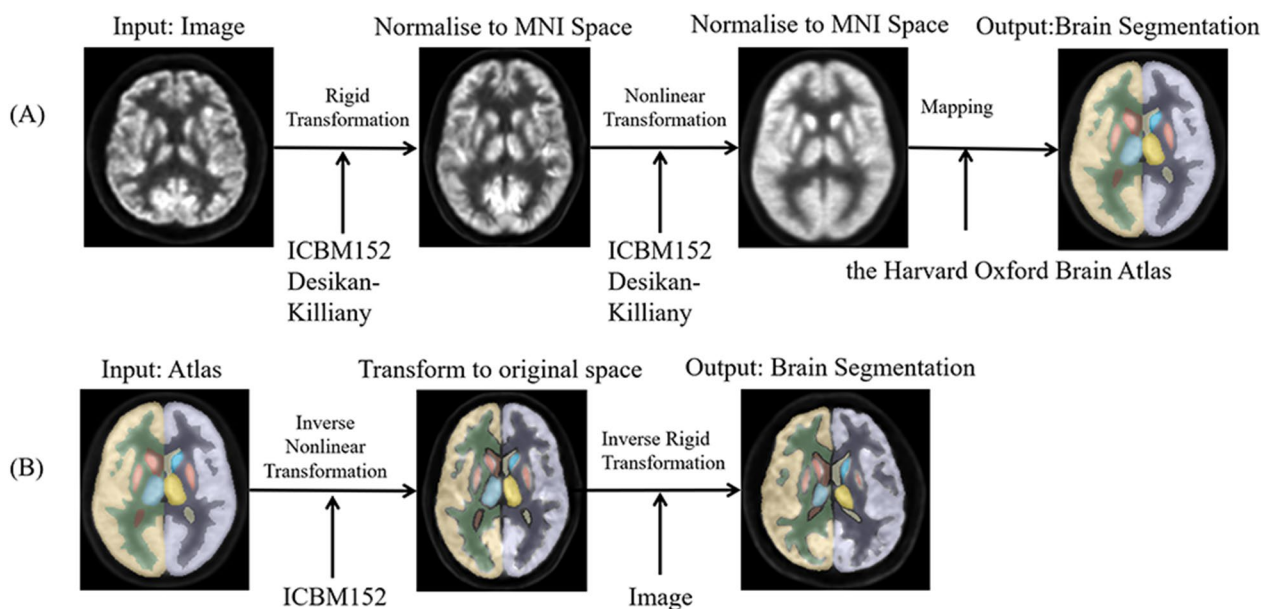 Input: Image
Normalise to MNI Space
Normalise to MNI Space
Output:Brain Segmentation
(A)
Rigid
Transformation
Nonlinear
Transformation
Mapping
ICBM152
Desikan-
Killiany
ICBM152
Desikan-
Killiany
the Harvard Oxford Brain Atlas
Input: Atlas
Transform to original space
Output: Brain Segmentation
(B)
Inverse
Nonlinear
Transformation
Inverse Rigid
Transformation
ICBM152
Image